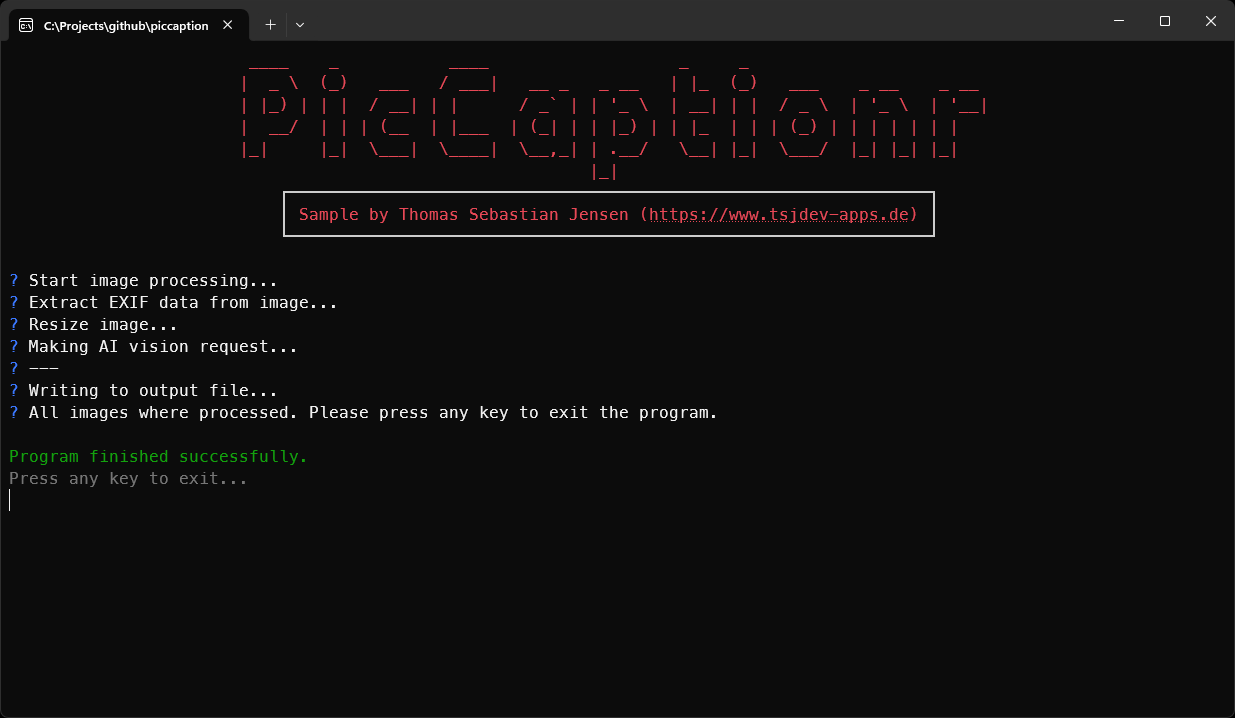 C:\Projects\github\piccaption
PicCaptionr
Sample by Thomas Sebastian Jensen (https://www.tsjdev-apps.de)
? Start image processing...
? Extract EXIF data from image...
? Resize image...
? Making AI vision request...
? ---
? Writing to output file...
? All images where processed. Please press any key to exit the program.
Program finished successfully.
Press any key to exit...